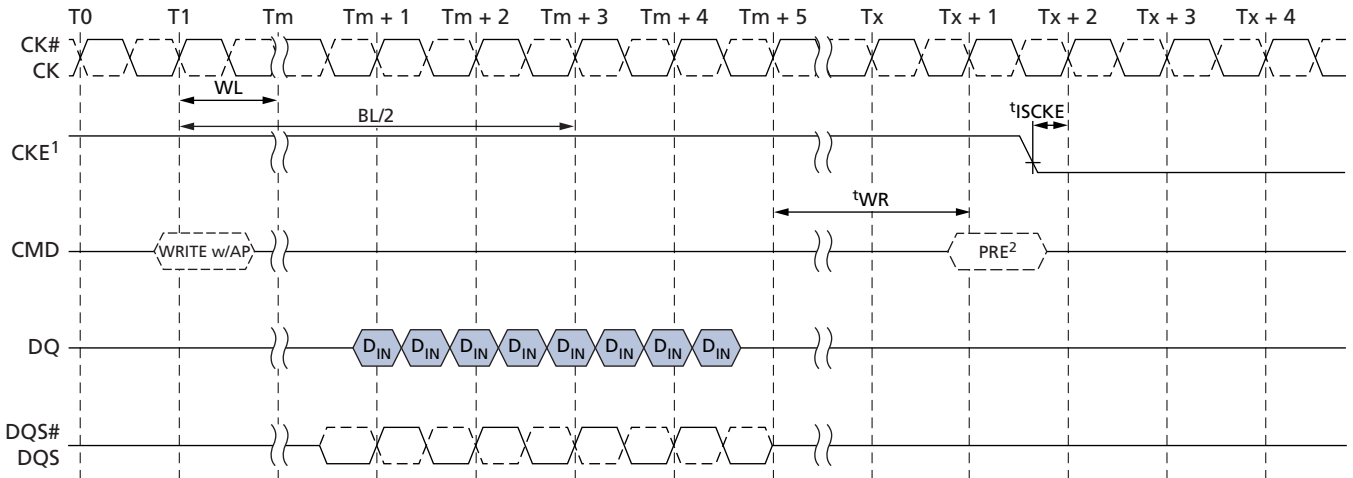 T0 T1 Tm Tm + 1 Tm + 2 Tm + 3 Tm + 4 Tm + 5 Tx Tx + 1 Tx + 2 Tx + 3 Tx + 4
CK#
CK
WL
BL/2
tISCKE
CKE1
tWR
CMD WRITE w/AP PRE2
DQ DIN DIN DIN DIN DIN DIN DIN DIN
DQS#
DQS